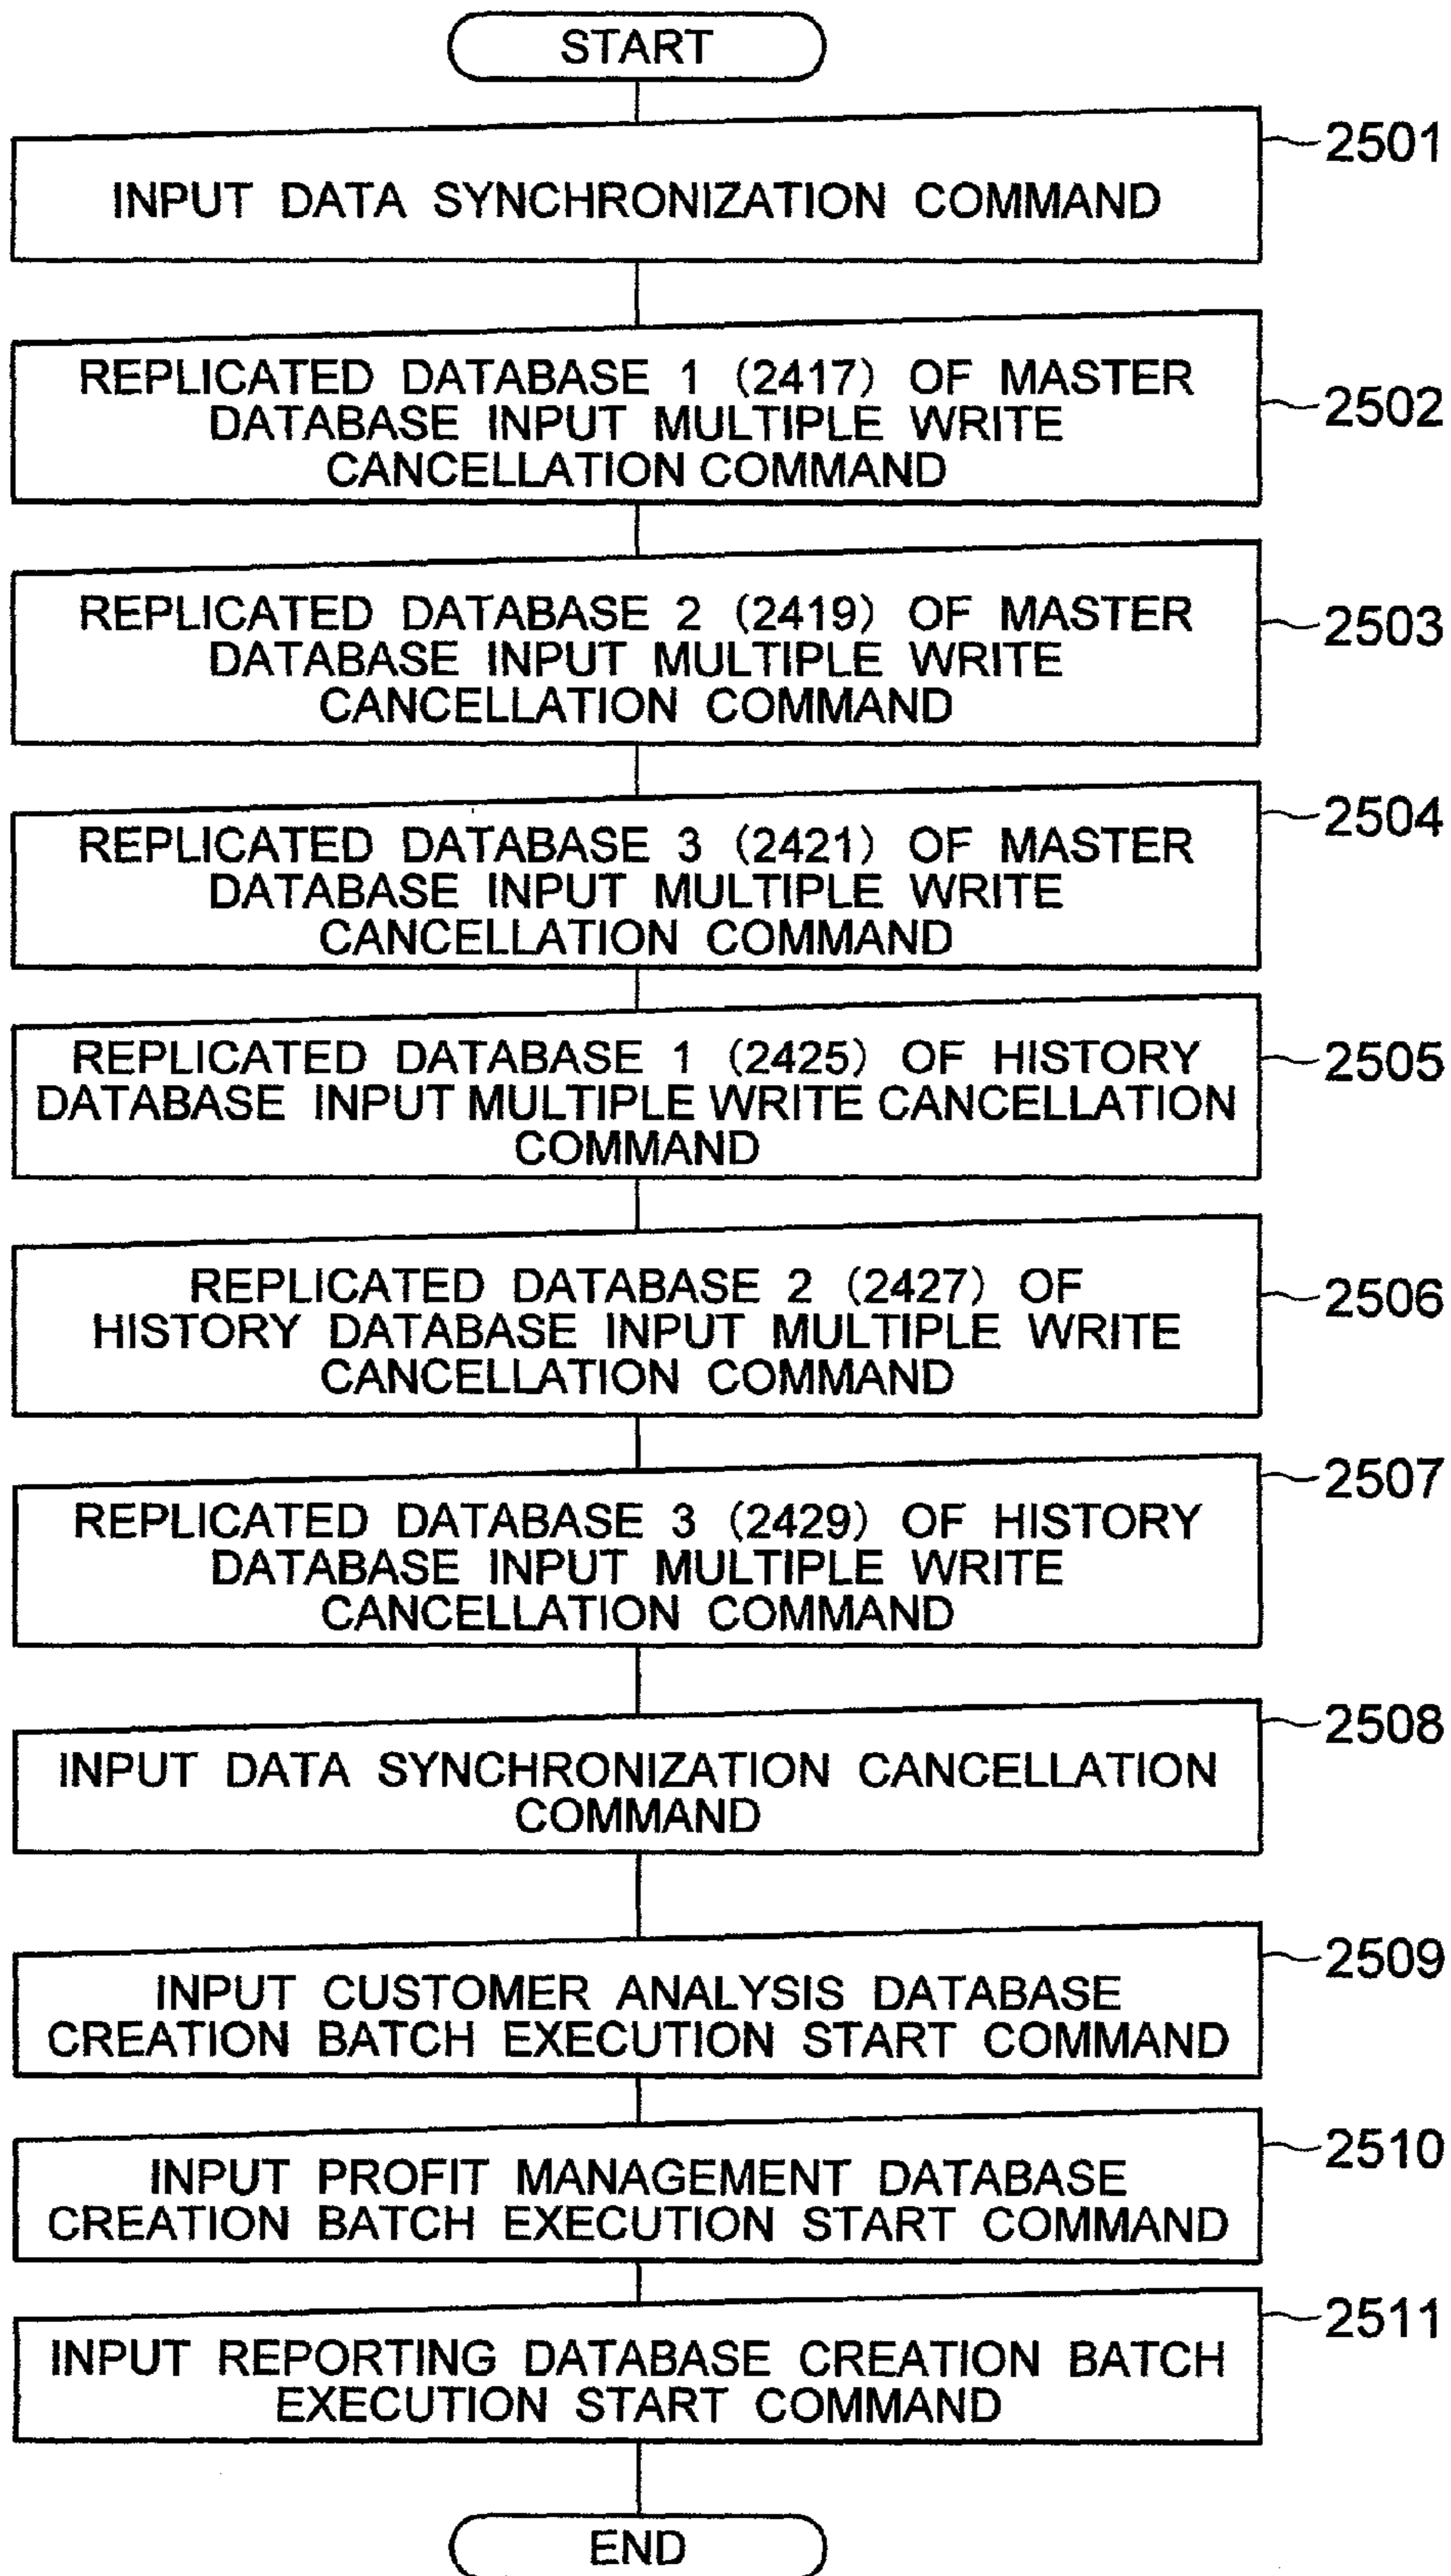 START
2501
INPUT DATA SYNCHRONIZATION COMMAND
REPLICATED DATABASE 1 (2417) OF MASTER
DATABASE INPUT MULTIPLE WRITE
CANCELLATION COMMAND
2502
REPLICATED DATABASE 2 (2419) OF MASTER
DATABASE INPUT MULTIPLE WRITE
CANCELLATION COMMAND
2503
REPLICATED DATABASE 3 (2421) OF MASTER
DATABASE INPUT MULTIPLE WRITE
CANCELLATION COMMAND
2504
REPLICATED DATABASE 1 (2425) OF HISTORY
DATABASE INPUT MULTIPLE WRITE CANCELLATION
COMMAND
2505
REPLICATED DATABASE 2 (2427) OF
HISTORY DATABASE INPUT MULTIPLE WRITE
CANCELLATION COMMAND
2506
REPLICATED DATABASE 3 (2429) OF HISTORY
DATABASE INPUT MULTIPLE WRITE
CANCELLATION COMMAND
2507
INPUT DATA SYNCHRONIZATION CANCELLATION
COMMAND
2508
INPUT CUSTOMER ANALYSIS DATABASE
CREATION BATCH EXECUTION START COMMAND
2509
INPUT PROFIT MANAGEMENT DATABASE
CREATION BATCH EXECUTION START COMMAND
2510
INPUT REPORTING DATABASE CREATION BATCH
EXECUTION START COMMAND
2511
END